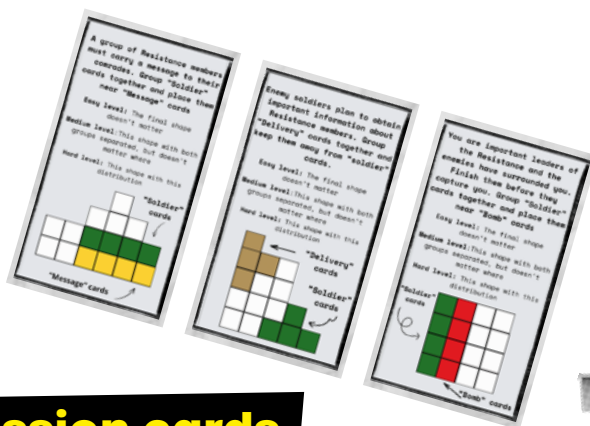 A group of Resistance members
must carry a message to their
comrades. Group "Soldier"
cards together and place them
near "Message" cards
Easy level: The final shape
doesn't matter
Medium level: This shape with both
groups separated, but doesn't
matter where
Hard level: This shape with this
distribution
"Soldier"
cards
"Message" cards
Enemy soldiers plan to obtain
important information about
Resistance members. Group
"Delivery" cards together and
keep them away from "soldier"
cards.
Easy level: The final shape
doesn't matter
Medium level: This shape with both
groups separated, but doesn't
matter where
Hard level: This shape with this
distribution
"Delivery"
cards
"Soldier"
cards
You are important leaders of
the Resistance and the
enemies have surrounded you.
Finish them before they
capture you. Group "Soldier"
cards together and place them
near "Bomb" cards
Easy level: The final shape
doesn't matter
Medium level: This shape with both
groups separated, but doesn't
matter where
Hard level: This shape with this
distribution
"Soldier"
cards
"Bomb" cards
ssion cards